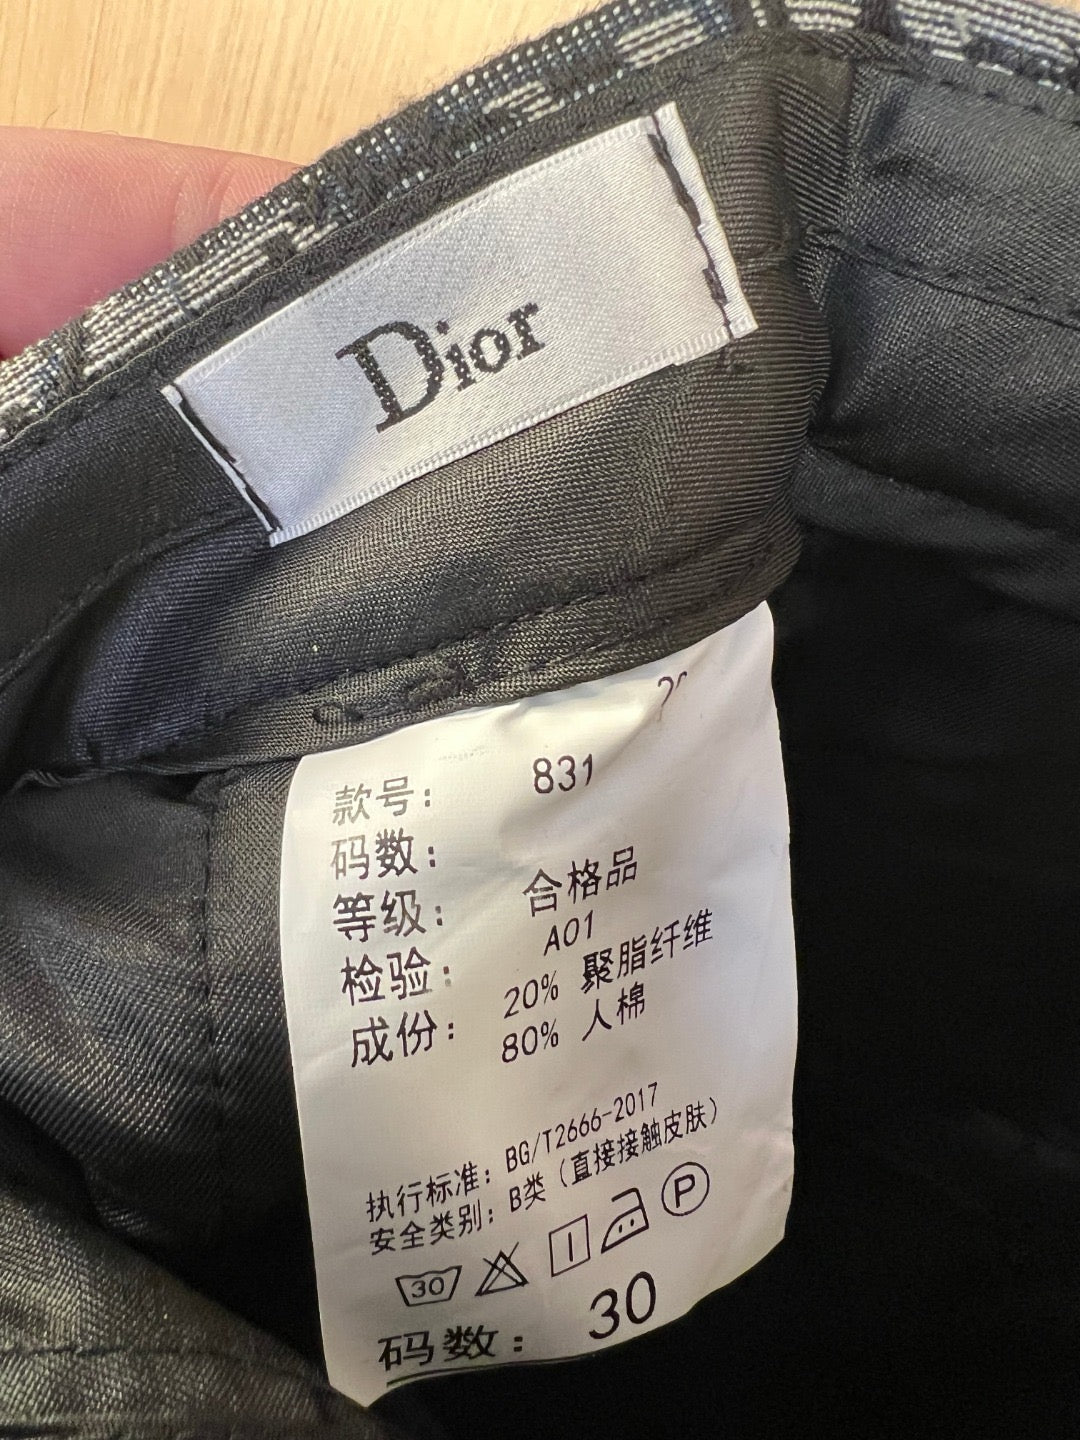 Dior
款号: 831
码数:
等级: 合格品
检验: A01
成份: 20% 聚脂纤维
80% 人棉
执行标准: BG/T2666-2017
安全类别: B类 (直接接触皮肤)
30 P
码数: 30